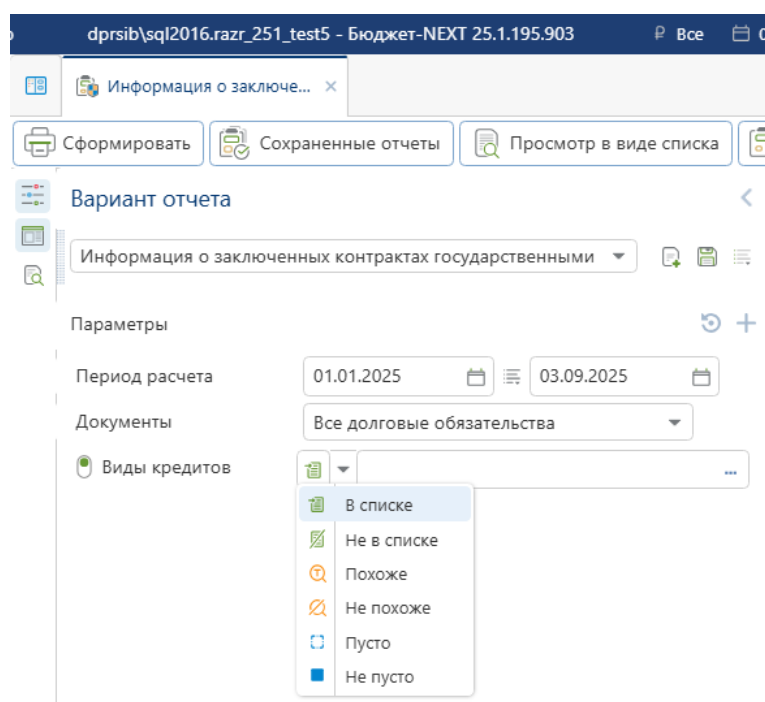 dprsib\sql2016.razr_251_test5 - Бюджет-NEXT 25.1.195.903 ₽ Все
Информация о заключе... ×
Сформировать Сохраненные отчеты Просмотр в виде списка
Вариант отчета
Информация о заключенных контрактах государственными
Параметры
Период расчета 01.01.2025 03.09.2025
Документы Все долговые обязательства
Виды кредитов ...
В списке
Не в списке
Похоже
Не похоже
Пусто
Не пусто